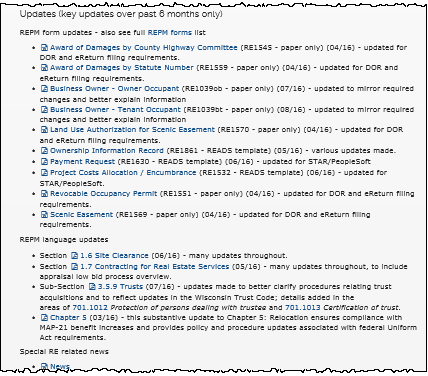 Updates (key updates over past 6 months only)
REPM form updates - also see full REPM forms list
Award of Damages by County Highway Committee (RE1545 - paper only) (04/16) - updated for
DOR and eReturn filing requirements.
Award of Damages by Statute Number (RE1559 - paper only) (04/16) - updated for DOR and
eReturn filing requirements.
Business Owner - Owner Occupant (RE1039ob - paper only) (07/16) - updated to mirror required
changes and better explain information
Business Owner - Tenant Occupant (RE1039bt - paper only) (08/16) - updated to mirror required
changes and better explain information
Land Use Authorization for Scenic Easement (RE1570 - paper only) (04/16) - updated for DOR
and eReturn filing requirements.
Ownership Information Record (RE1861 - READS template) (05/16) - various updates made.
Payment Request (RE1630 - READS template) (06/16) - updated for STAR/PeopleSoft
Project Costs Allocation / Encumbrance (RE1532 - READS template) (06/16) - updated for
STAR/PeopleSoft.
Revocable Occupancy Permit (RE1551 - paper only) (04/16) - updated for DOR and eReturn filing
requirements.
Scenic Easement (RE1569 - paper only) (04/16) - updated for DOR and eReturn filing
requirements.
REPM language updates
Section 1.6 Site Clearance (06/16) - many updates throughout.
Section 1.7 Contracting for Real Estate Services (05/16) - many updates throughout, to include
appraisal low bid process overview.
Sub-Section 3.5.9 Trusts (07/16) - updates made to better clarify procedures relating trust
acquisitions and to reflect updates in the Wisconsin Trust Code; details added in the
areas of 701.1012 Protection of persons dealing with trustee and 701.1013 Certification of trust.
Chapter 5 (03/16) - this substantive update to Chapter 5: Relocation ensures compliance with
MAP-21 benefit increases and provides policy and procedure updates associated with federal Uniform
Act requirements.
Special RE related news
News